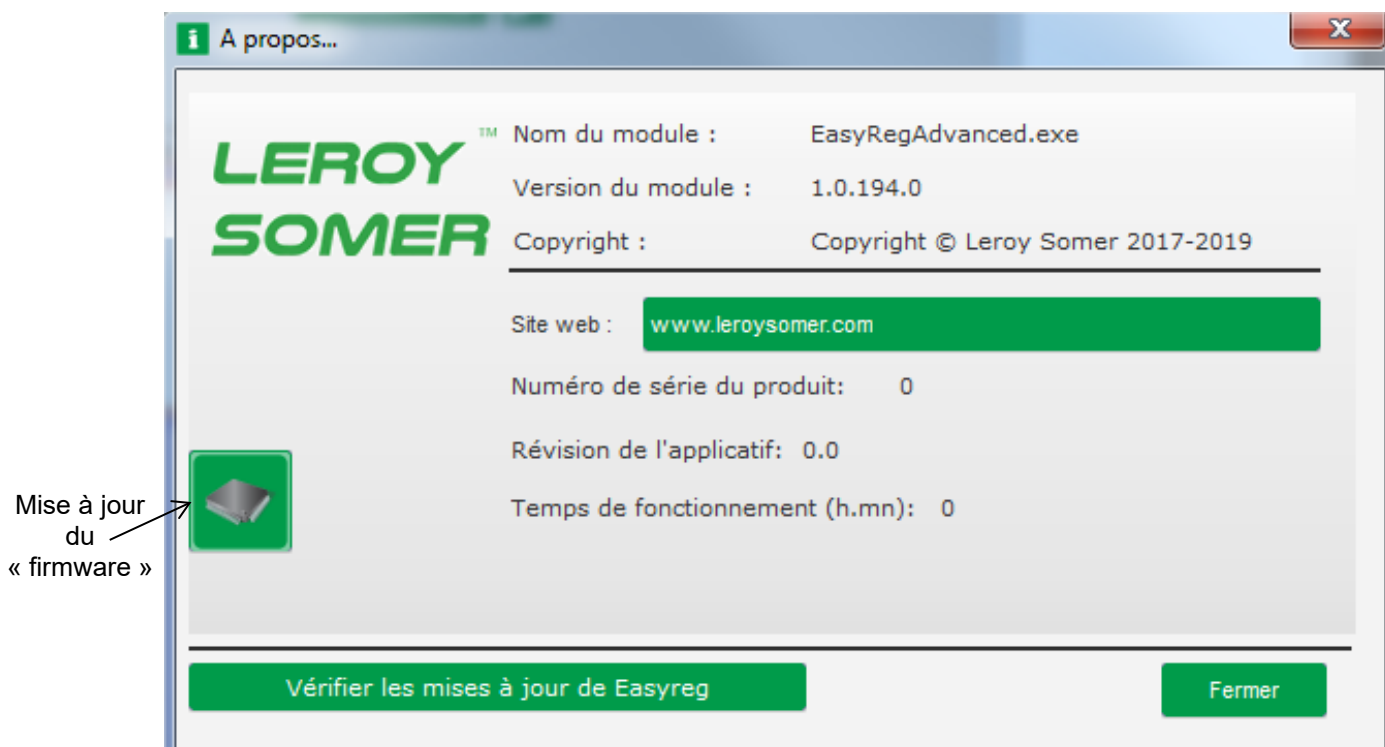 A propos...
X
LEROY™
SOMER
Nom du module : EasyRegAdvanced.exe
Version du module : 1.0.194.0
Copyright : Copyright © Leroy Somer 2017-2019
Site web : www.leroysomer.com
Numéro de série du produit: 0
Révision de l'applicatif: 0.0
Temps de fonctionnement (h.mn): 0
Mise à jour
du
« firmware »
Vérifier les mises à jour de Easyreg
Fermer